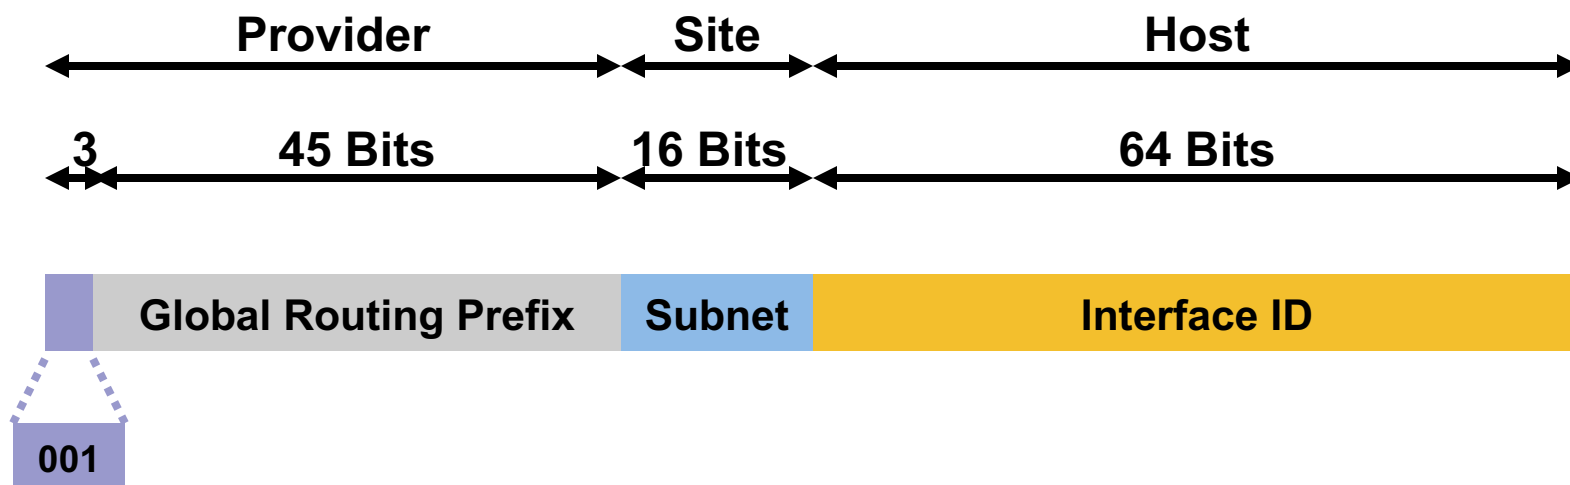 Provider Site Host
3 45 Bits 16 Bits 64 Bits
Global Routing Prefix Subnet Interface ID
001